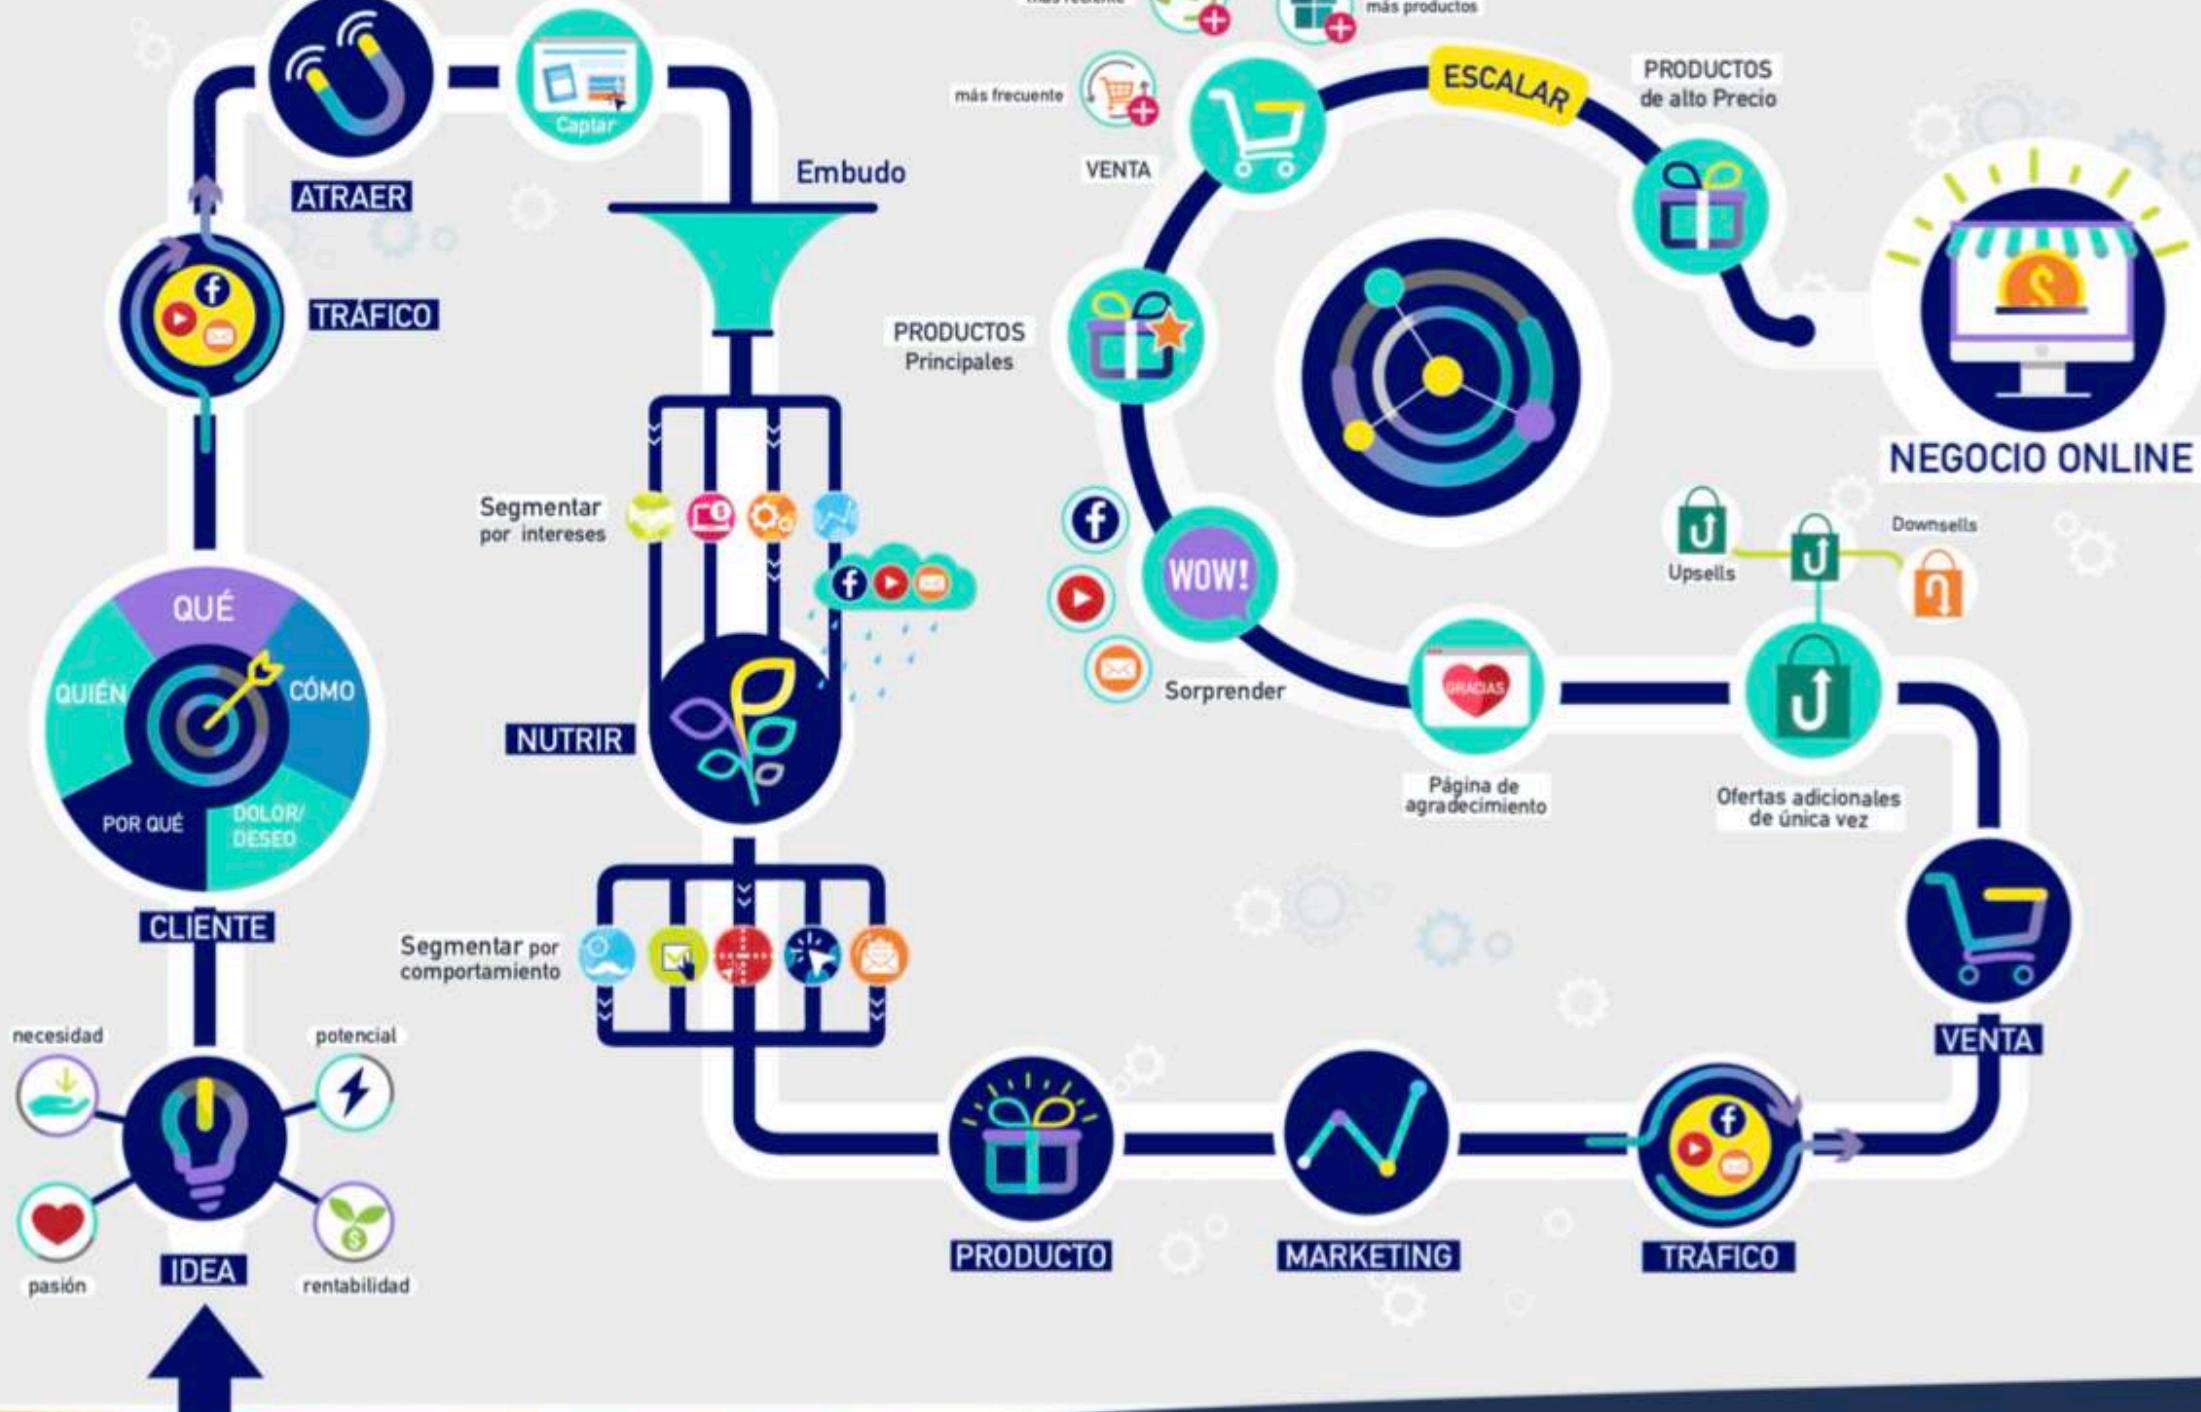 más reciente
más productos
más frecuente
VENTA
ESCALAR
PRODUCTOS
de alto Precio
Captar
ATRAER
Embudo
TRÁFICO
PRODUCTOS
Principales
NEGOCIO ONLINE
Segmentar
por intereses
WOW!
Sorprender
Upsells
Downsells
QUÉ
QUIÉN
CÓMO
POR QUÉ
DOLOR/
DESEO
CLIENTE
NUTRIR
GRACIAS
Página de
agradecimiento
Ofertas adicionales
de única vez
Segmentar por
comportamiento
VENTA
necesidad
potencial
pasión
rentabilidad
IDEA
PRODUCTO
MARKETING
TRÁFICO